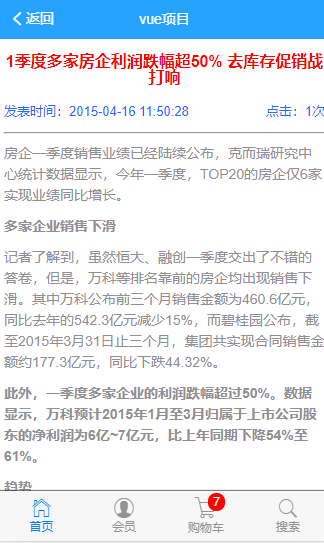 返回 vue项目
1季度多家房企利润跌幅超50% 去库存促销战
打响
发表时间：2015-04-16 11:50:28 点击：1次
房企一季度销售业绩已经陆续公布，克而瑞研究中
心统计数据显示，今年一季度，TOP20的房企仅6家
实现业绩同比增长。
多家企业销售下滑
记者了解到，虽然恒大、融创一季度交出了不错的
答卷，但是，万科等排名靠前的房企均出现销售下
滑。其中万科公布前三个月销售金额为460.6亿元，
同比去年的542.3亿元减少15%，而碧桂园公布，截
至2015年3月31日止三个月，集团共实现合同销售金
额约177.3亿元，同比下跌44.32%。
此外，一季度多家企业的利润跌幅超过50%。数据
显示，万科预计2015年1月至3月归属于上市公司股
东的净利润为6亿~7亿元，比上年同期下降54%至
61%。
趋势
7
首页 会员 购物车 搜索